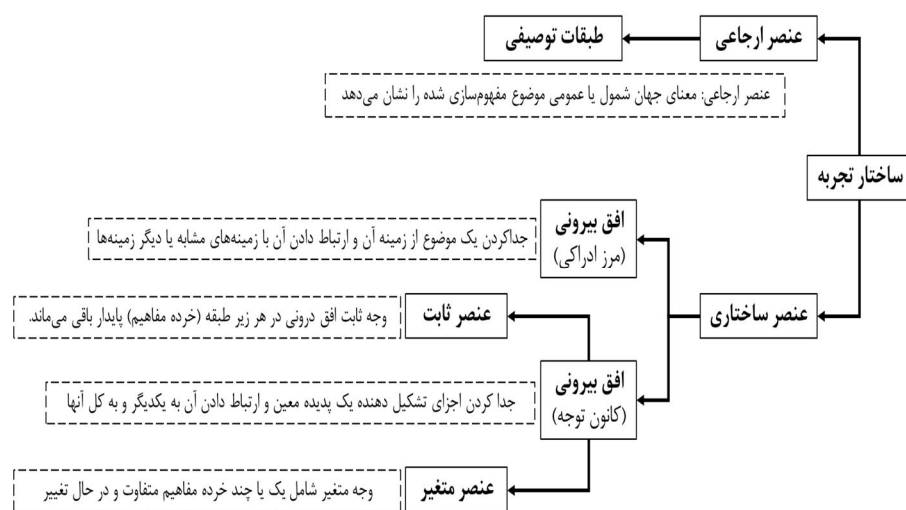 عنصر ارجاعی
طبقات توصیفی
عنصر ارجاعی: معنای جهان شمول یا عمومی موضوع مفهوم‌سازی شده را نشان می‌دهد
ساختار تجربه
افق بیرونی
(مرز ادراکی)
جداکردن یک موضوع از زمینه آن و ارتباط دادن آن با زمینه‌های مشابه یا دیگر زمینه‌ها
عنصر ساختاری
عنصر ثابت
وجه ثابت افق درونی در هر زیر طبقه (خرده مفاهیم) پایدار باقی می‌ماند.
افق بیرونی
(کانون توجه)
جدا کردن اجزای تشکیل دهنده یک پدیده معین و ارتباط دادن آن به یکدیگر و به کل آنها
عنصر متغیر
وجه متغیر شامل یک یا چند خرده مفاهیم متفاوت و در حال تغییر